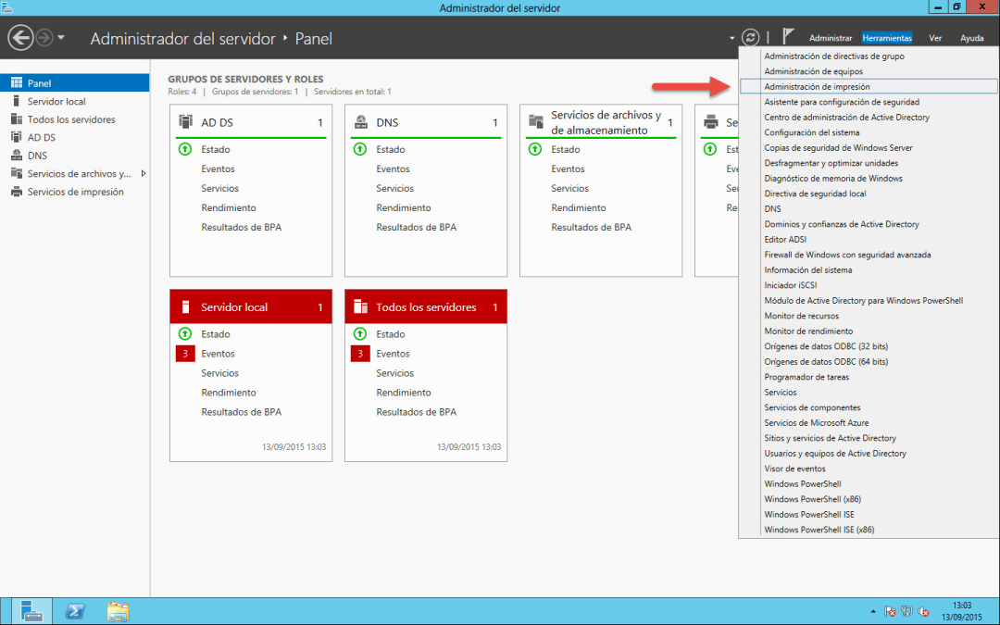 Administrador del servidor
Administrador del servidor ‣ Panel
Administrar Herramientas Ver Ayuda
Panel
Servidor local
Todos los servidores
AD DS
DNS
Servicios de archivos y...
Servicios de impresión
GRUPOS DE SERVIDORES Y ROLES
Roles: 4 | Grupos de servidores: 1 | Servidores en total: 1
AD DS 1
Estado
Eventos
Servicios
Rendimiento
Resultados de BPA
DNS 1
Estado
Eventos
Servicios
Rendimiento
Resultados de BPA
Servicios de archivos y
de almacenamiento 1
Estado
Eventos
Servicios
Rendimiento
Resultados de BPA
Se
Est
Eve
Se
Re
Servidor local 1
Estado
3 Eventos
Servicios
Rendimiento
Resultados de BPA
13/09/2015 13:03
Todos los servidores 1
Estado
3 Eventos
Servicios
Rendimiento
Resultados de BPA
13/09/2015 13:03
Administración de directivas de grupo
Administración de equipos
Administración de impresión
Asistente para configuración de seguridad
Centro de administración de Active Directory
Configuración del sistema
Copias de seguridad de Windows Server
Desfragmentar y optimizar unidades
Diagnóstico de memoria de Windows
Directiva de seguridad local
DNS
Dominios y confianzas de Active Directory
Editor ADSI
Firewall de Windows con seguridad avanzada
Información del sistema
Iniciador iSCSI
Módulo de Active Directory para Windows PowerShell
Monitor de recursos
Monitor de rendimiento
Orígenes de datos ODBC (32 bits)
Orígenes de datos ODBC (64 bits)
Programador de tareas
Servicios
Servicios de componentes
Servicios de Microsoft Azure
Sitios y servicios de Active Directory
Usuarios y equipos de Active Directory
Visor de eventos
Windows PowerShell
Windows PowerShell (x86)
Windows PowerShell ISE
Windows PowerShell ISE (x86)
13:03
13/09/2015